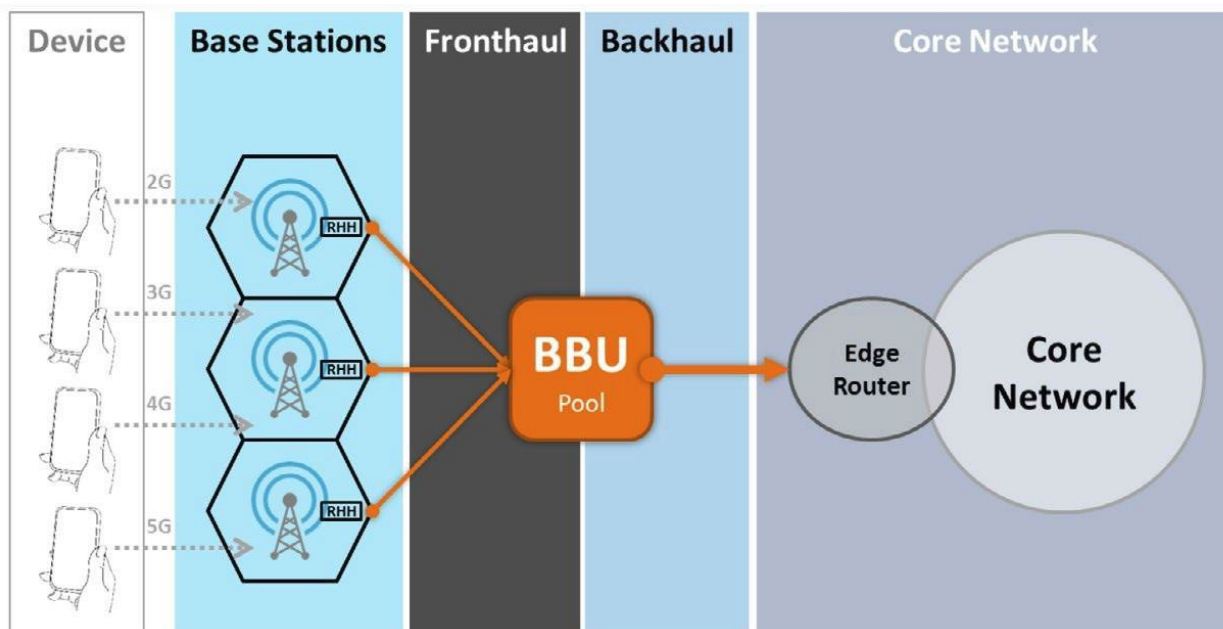 Device
Base Stations
Fronthaul
Backhaul
Core Network
2G
3G
4G
5G
RHH
RHH
RHH
BBU
Pool
Edge
Router
Core
Network